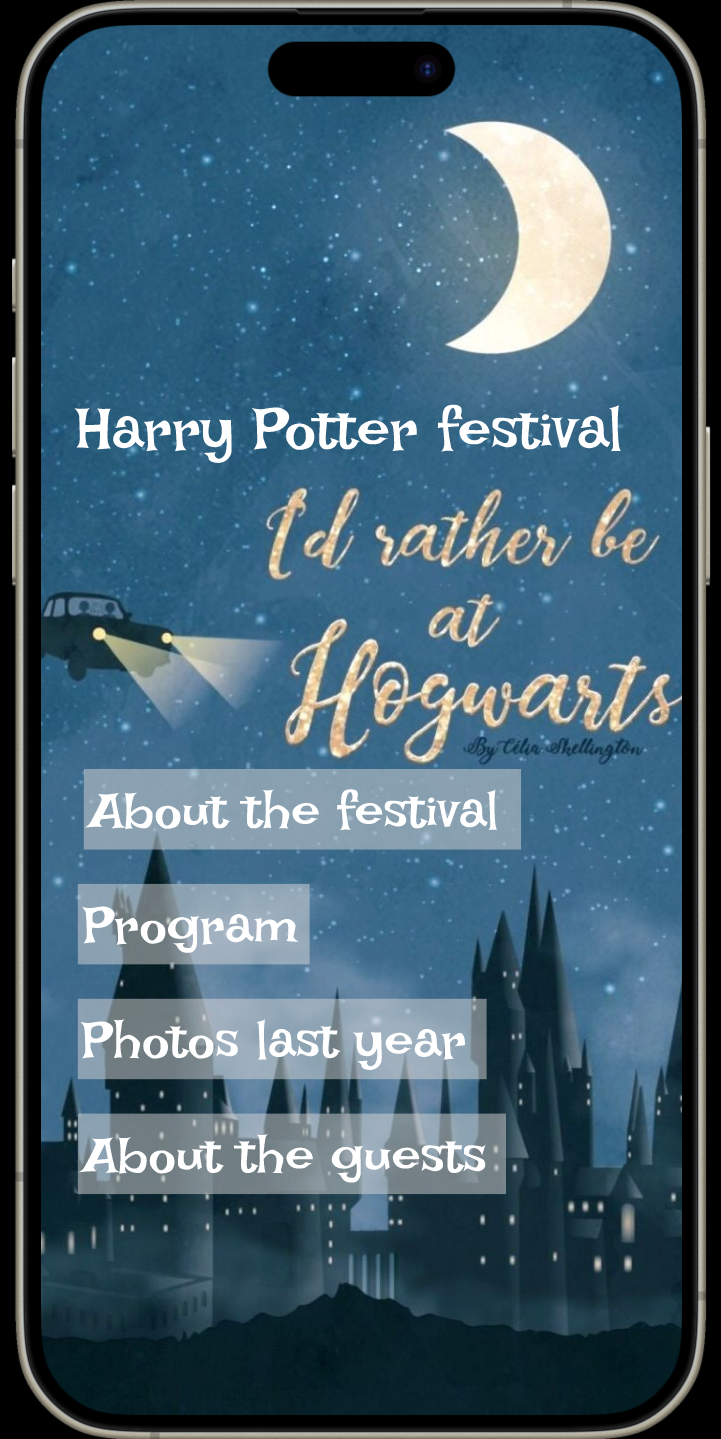 Harry Potter festival
I'd rather be
at
Hogwarts
By Célia Skellington
About the festival
Program
Photos last year
About the guests